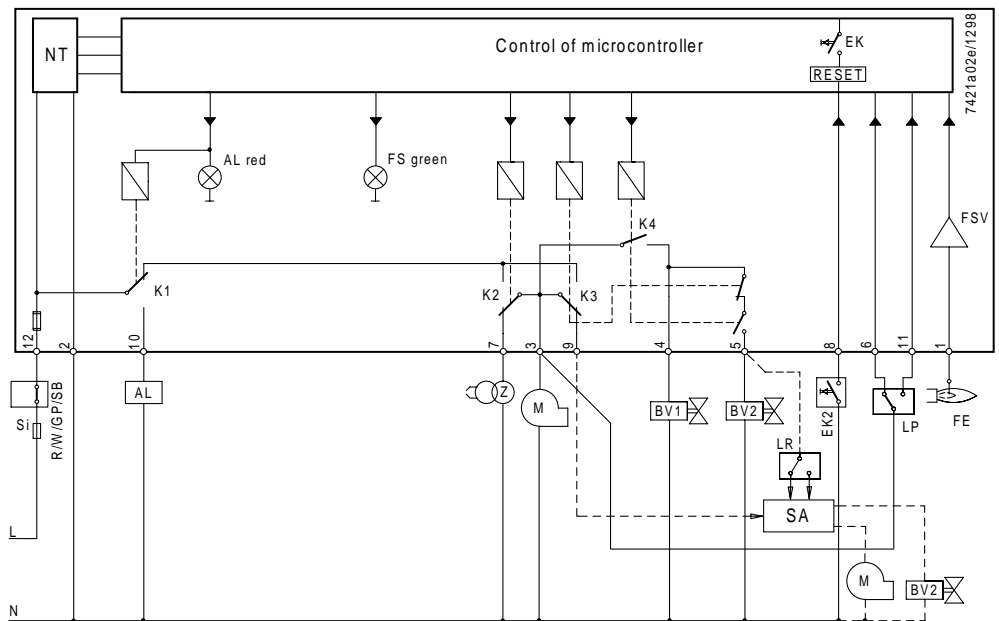 NT
Control of microcontroller
EK
RESET
7421a02e/1298
AL red
FS green
FSV
K4
K1
K2
K3
12
2
10
7
3
9
4
5
8
6
11
1
Si
R/W/GP/SB
AL
Z
M
BV1
BV2
EK2
LP
FE
LR
SA
L
M
BV2
N